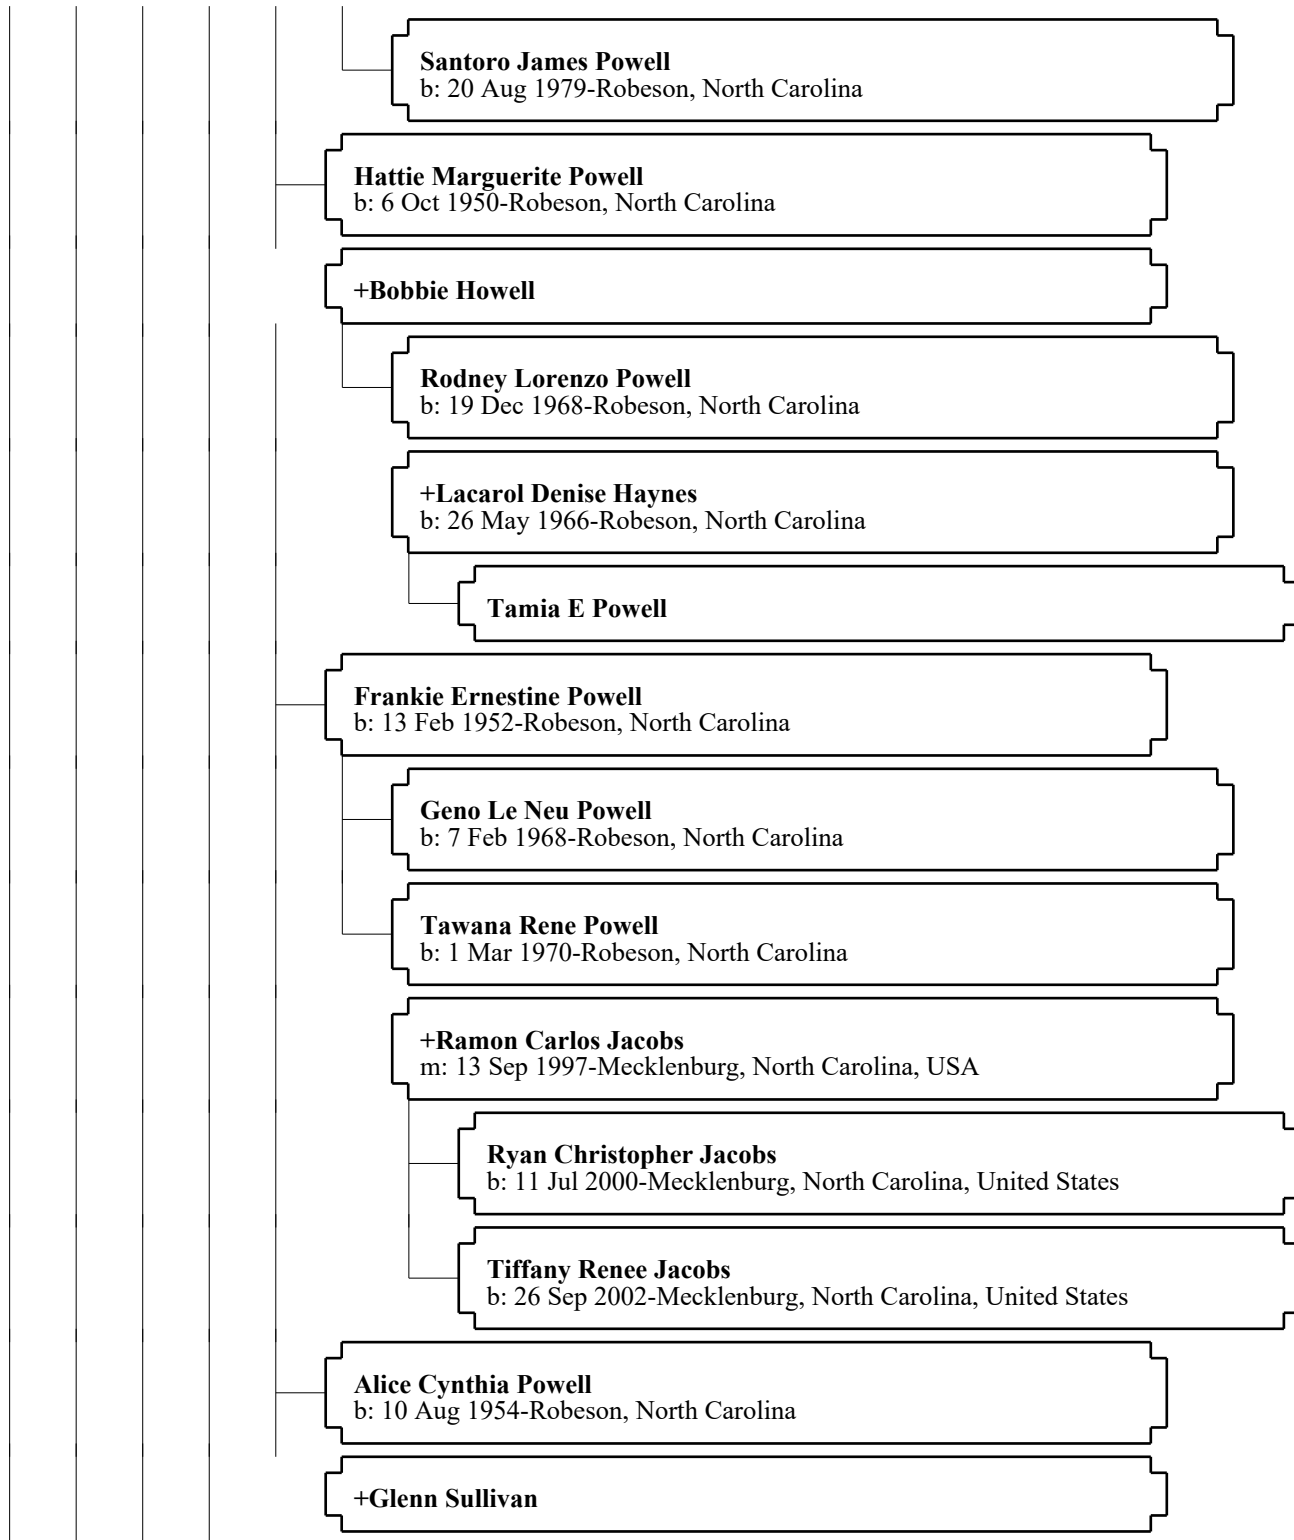 Santoro James Powell
b: 20 Aug 1979-Robeson, North Carolina
Hattie Marguerite Powell
b: 6 Oct 1950-Robeson, North Carolina
+Bobbie Howell
Rodney Lorenzo Powell
b: 19 Dec 1968-Robeson, North Carolina
+Lacarol Denise Haynes
b: 26 May 1966-Robeson, North Carolina
Tamia E Powell
Frankie Ernestine Powell
b: 13 Feb 1952-Robeson, North Carolina
Geno Le Neu Powell
b: 7 Feb 1968-Robeson, North Carolina
Tawana Rene Powell
b: 1 Mar 1970-Robeson, North Carolina
+Ramon Carlos Jacobs
m: 13 Sep 1997-Mecklenburg, North Carolina, USA
Ryan Christopher Jacobs
b: 11 Jul 2000-Mecklenburg, North Carolina, United States
Tiffany Renee Jacobs
b: 26 Sep 2002-Mecklenburg, North Carolina, United States
Alice Cynthia Powell
b: 10 Aug 1954-Robeson, North Carolina
+Glenn Sullivan